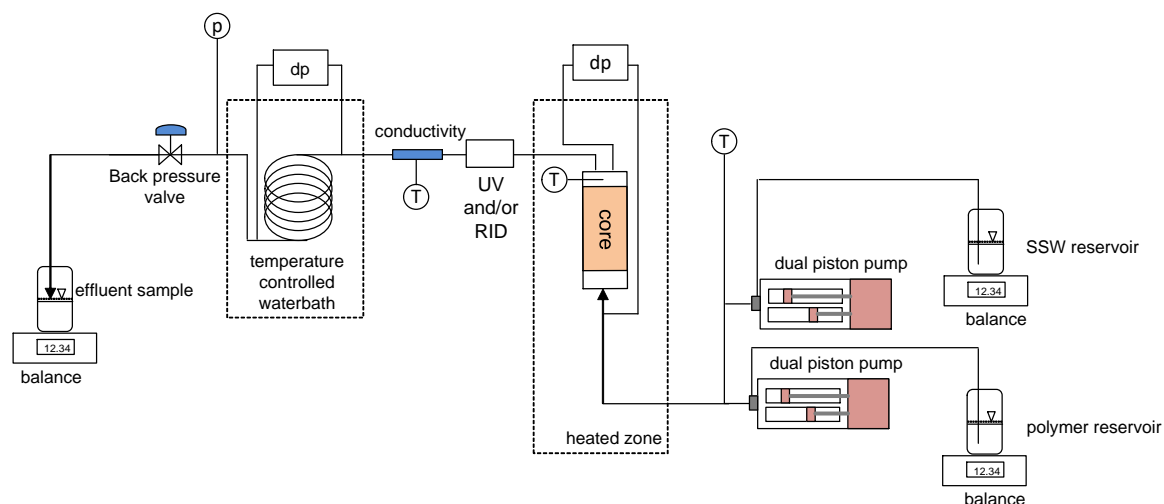 p
dp
dp
conductivity
T
Back pressure
valve
T
T
UV
and/or
RID
core
SSW reservoir
temperature
controlled
waterbath
dual piston pump
effluent sample
12.34
balance
12.34
balance
dual piston pump
heated zone
polymer reservoir
12.34
balance